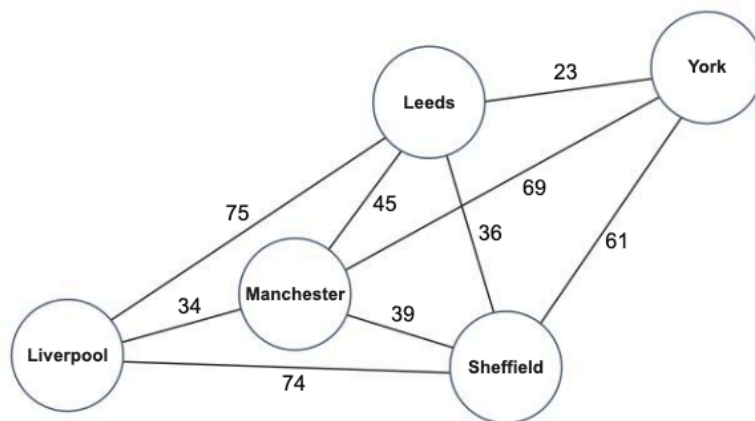 23
York
Leeds
75
45
69
36
61
34
Manchester
39
Liverpool
74
Sheffield